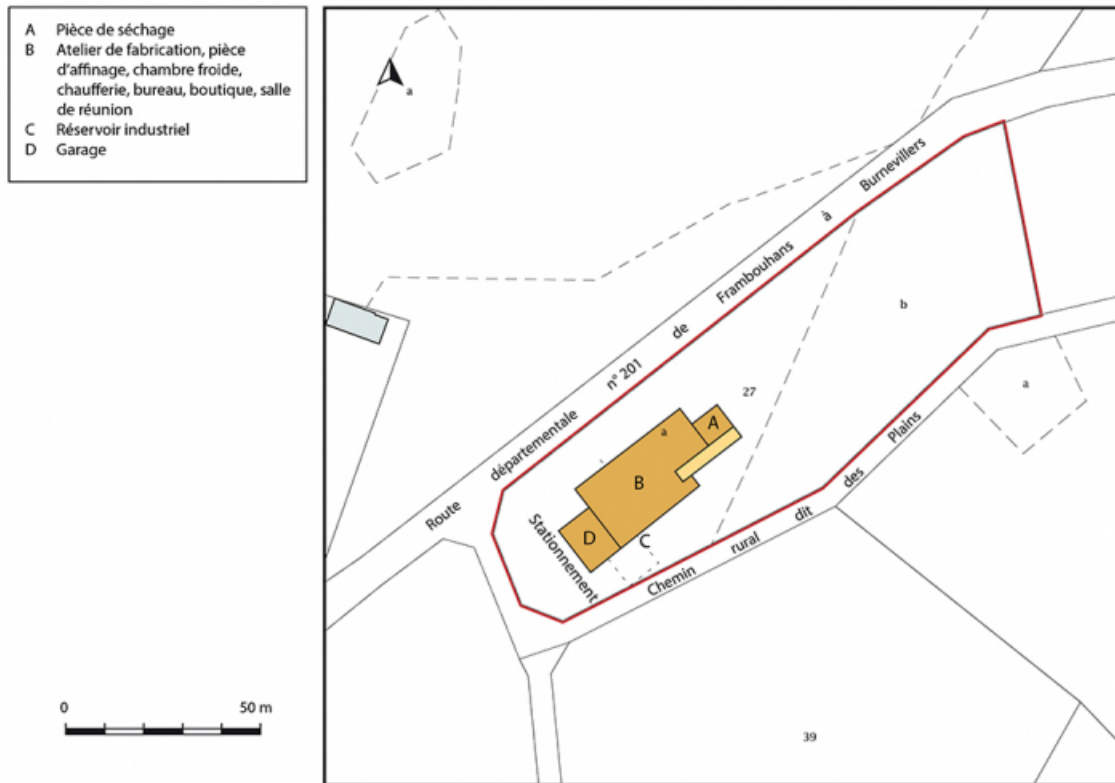 A Pièce de séchage
B Atelier de fabrication, pièce
d'affinage, chambre froide,
chaufferie, bureau, boutique, salle
de réunion
C Réservoir industriel
D Garage
a
Route départementale n° 201 de Frambouhans à Burnevillers
b
27
a
a
A
B
D
C
Stationnement
Chemin rural dit des Plains
0 50 m
39